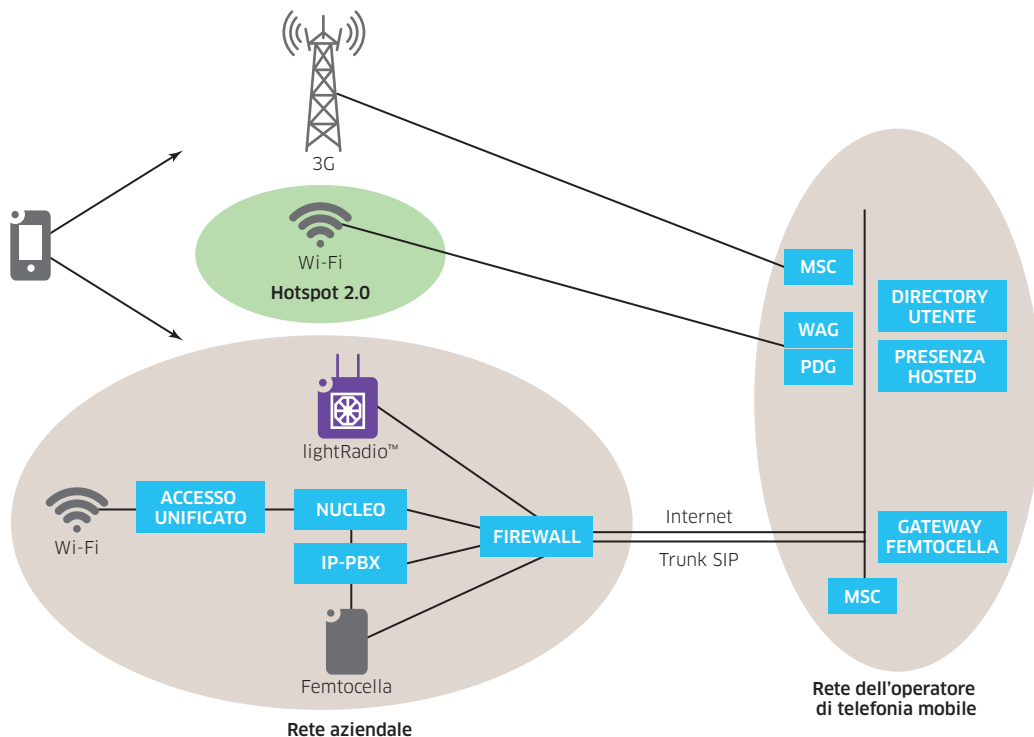 3G
Wi-Fi
Hotspot 2.0
MSC
WAG
PDG
DIRECTORY
UTENTE
PRESENZA
HOSTED
lightRadio™
Wi-Fi
ACCESSO
UNIFICATO
NUCLEO
IP-PBX
Femtocella
FIREWALL
Internet
Trunk SIP
GATEWAY
FEMTOCELLA
MSC
Rete aziendale
Rete dell'operatore
di telefonia mobile